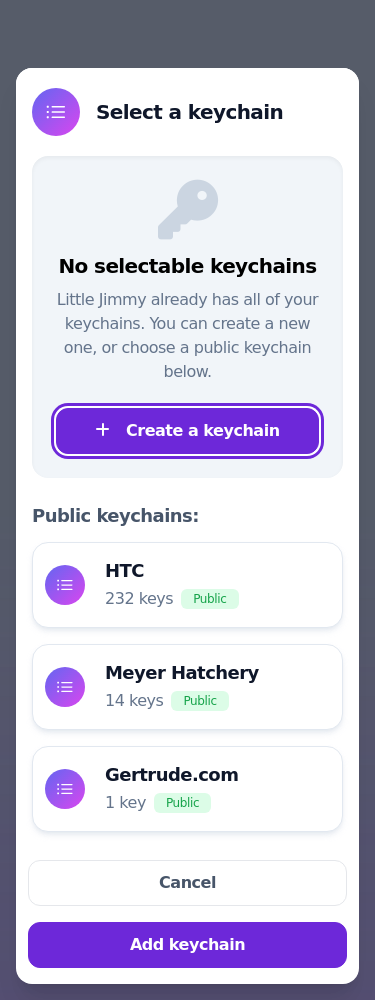 Select a keychain
No selectable keychains
Little Jimmy already has all of your
keychains. You can create a new
one, or choose a public keychain
below.
Create a keychain
Public keychains:
HTC
232 keys Public
Meyer Hatchery
14 keys Public
Gertrude.com
1 key Public
Cancel
Add keychain